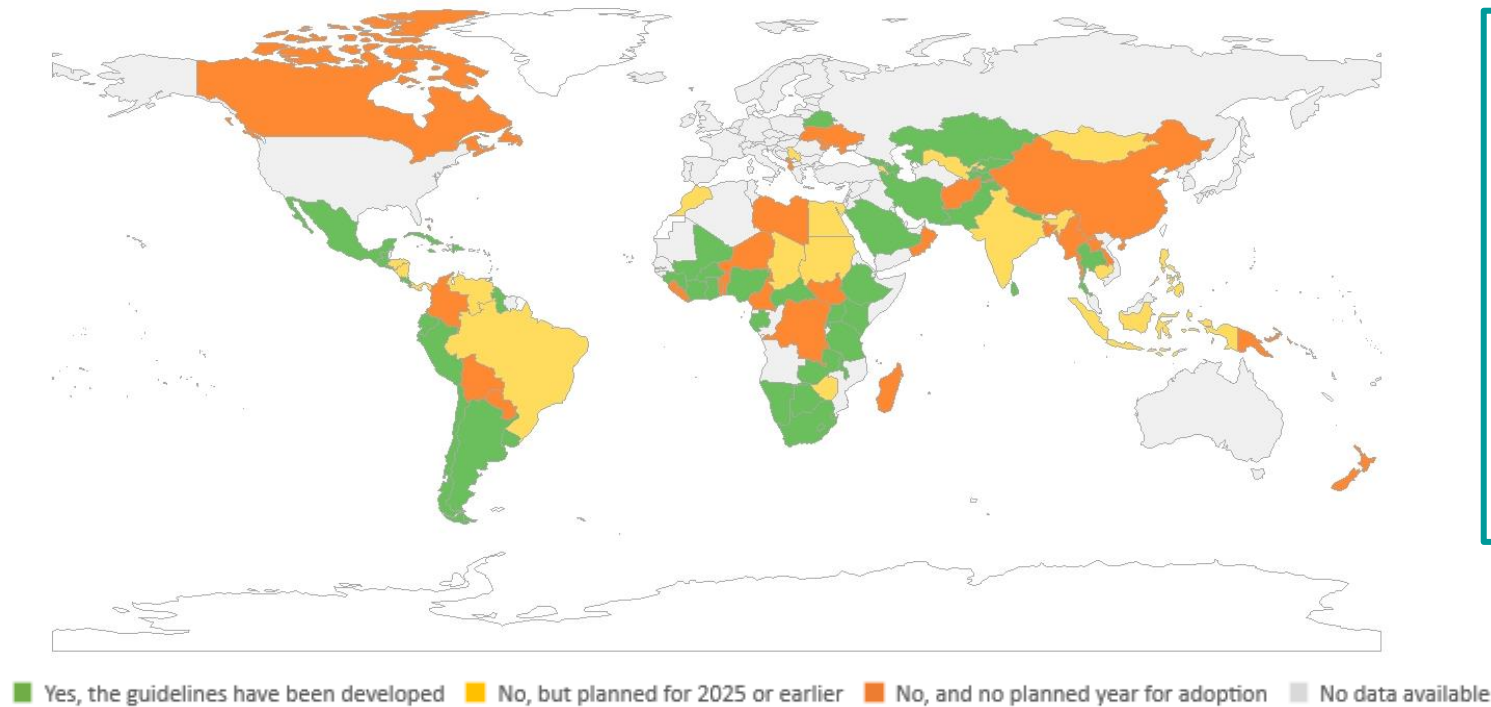 Yes, the guidelines have been developed No, but planned for 2025 or earlier No, and no planned year for adoption No data available